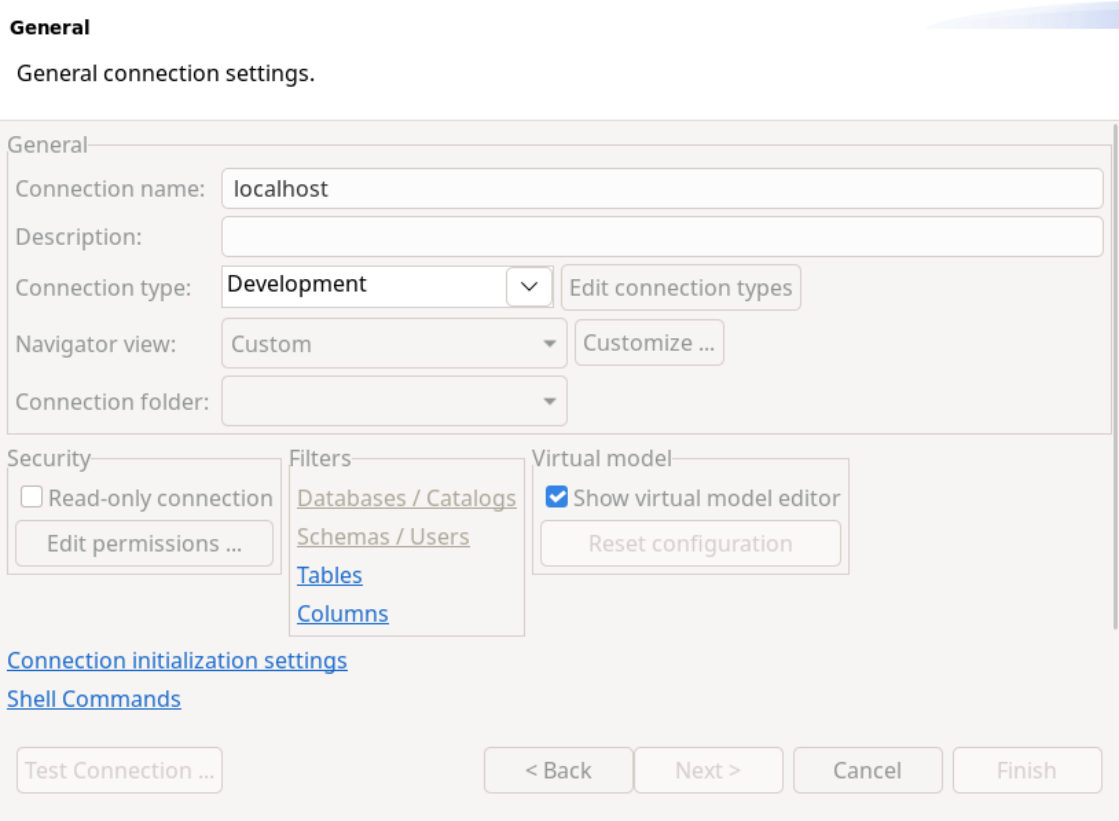 General
General connection settings.
General
Connection name: localhost
Description:
Connection type: Development Edit connection types
Navigator view: Custom Customize ...
Connection folder:
Security Filters Virtual model
Read-only connection Databases / Catalogs Show virtual model editor
Edit permissions ... Schemas / Users Reset configuration
Tables
Columns
Connection initialization settings
Shell Commands
Test Connection ... < Back Next > Cancel Finish